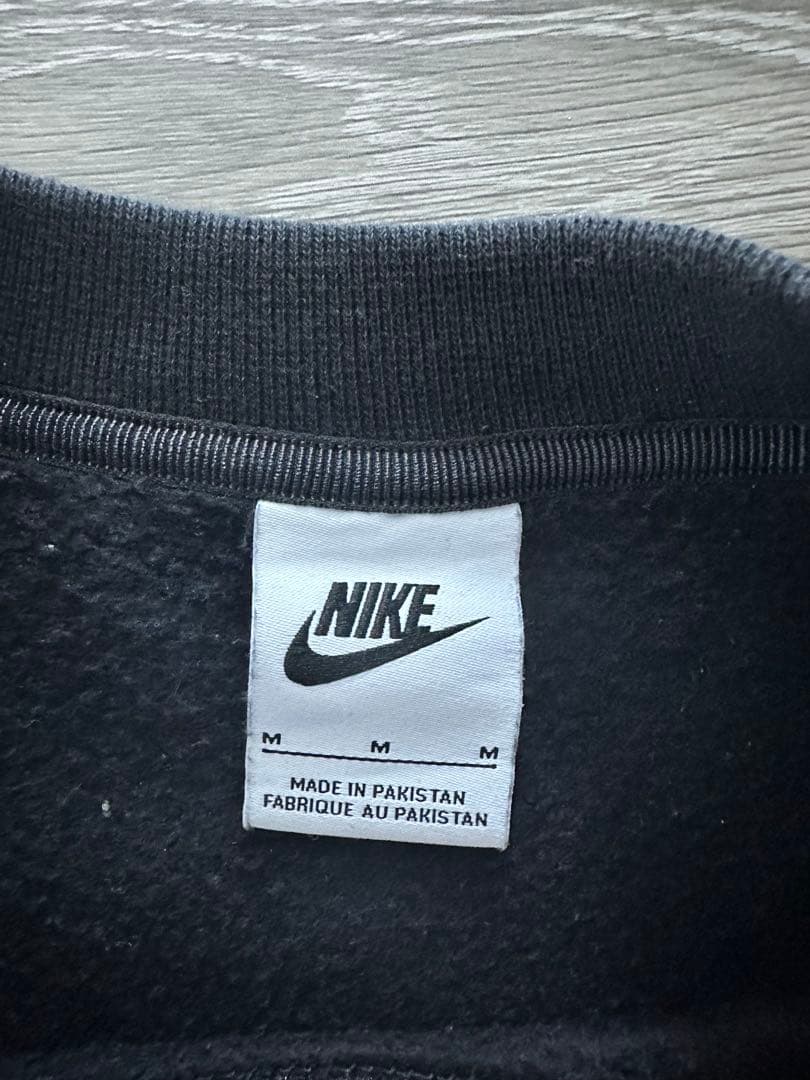 NIKE
M M M
MADE IN PAKISTAN
FABRIQUE AU PAKISTAN